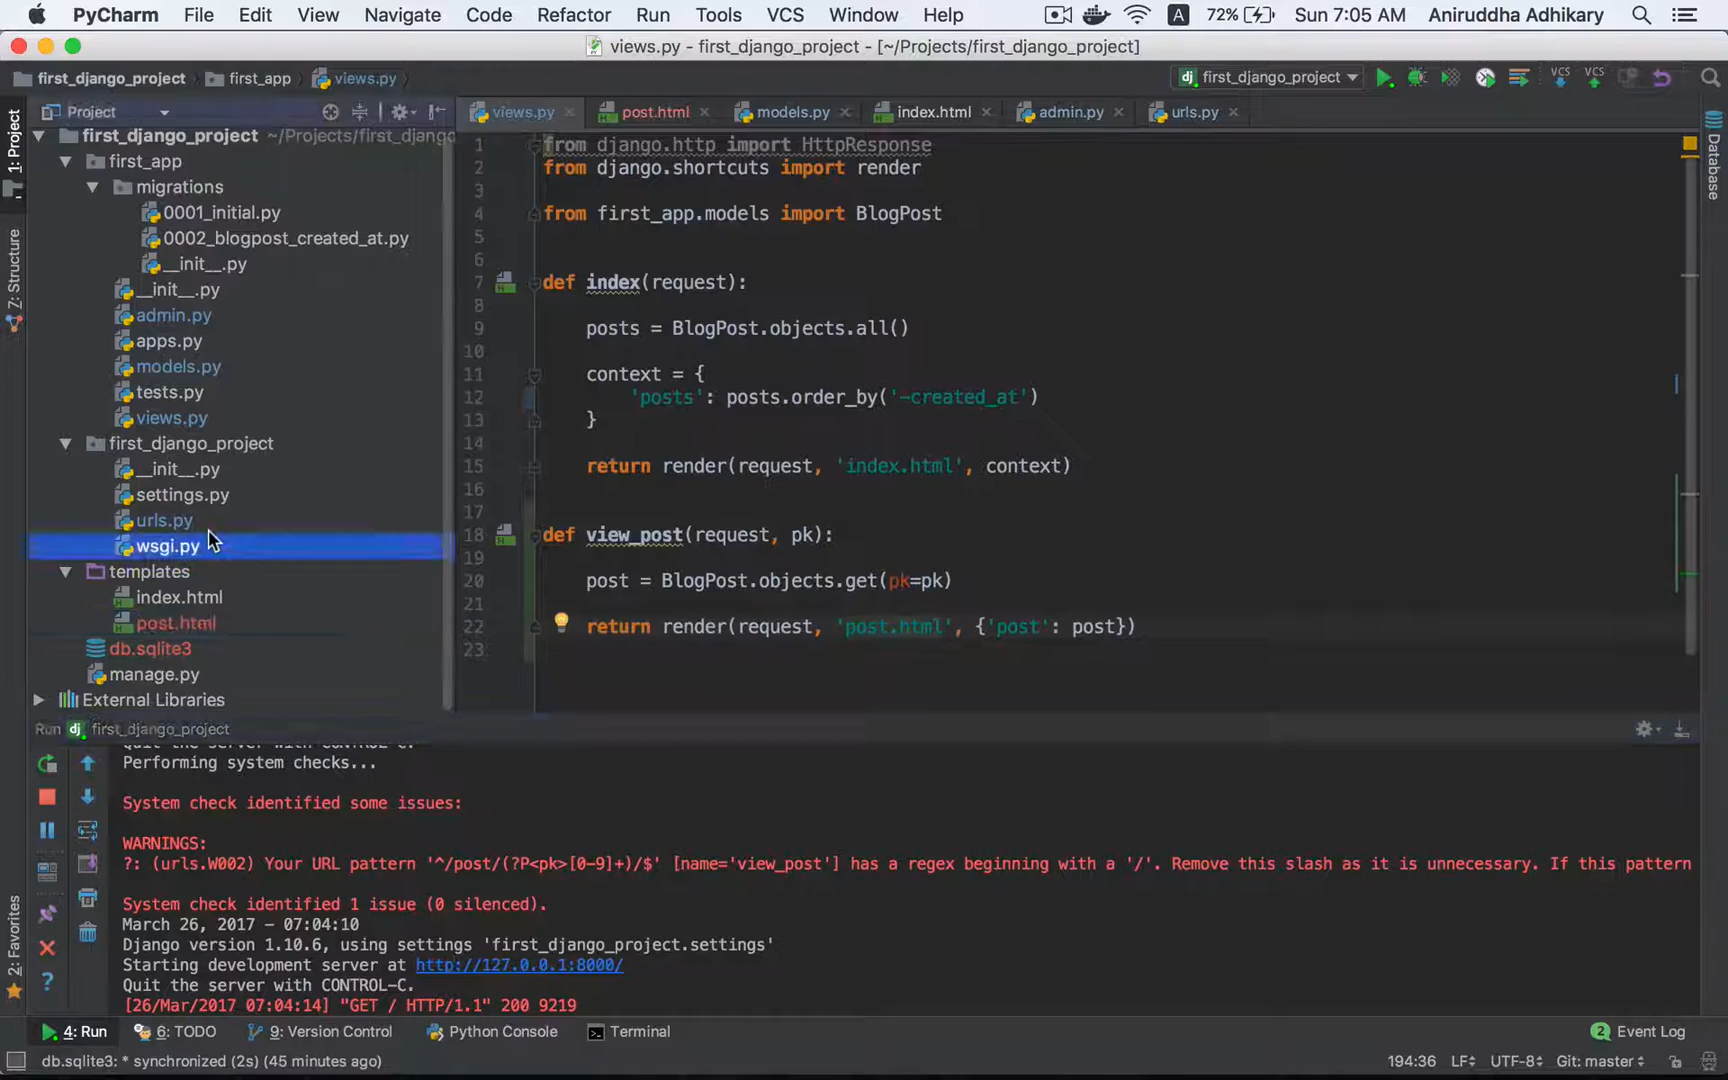 PyCharm File Edit View Navigate Code Refactor Run Tools VCS Window Help A 72% Sun 7:05 AM Aniruddha Adhikary
views.py - first_django_project - [~/Projects/first_django_project]
first_django_project first_app views.py dj first_django_project VCS VCS
Project views.py post.html models.py index.html admin.py urls.py
1: Project
7: Structure
2: Favorites
Database
first_django_project ~/Projects/first_django
first_app
migrations
0001_initial.py
0002_blogpost_created_at.py
__init__.py
__init__.py
admin.py
apps.py
models.py
tests.py
views.py
first_django_project
__init__.py
settings.py
urls.py
wsgi.py
templates
index.html
post.html
db.sqlite3
manage.py
External Libraries
1 from django.http import HttpResponse
2 from django.shortcuts import render
3
4 from first_app.models import BlogPost
5
6
7 def index(request):
8
9 posts = BlogPost.objects.all()
10
11 context = {
12 'posts': posts.order_by('-created_at')
13 }
14
15 return render(request, 'index.html', context)
16
17
18 def view_post(request, pk):
19
20 post = BlogPost.objects.get(pk=pk)
21
22 return render(request, 'post.html', {'post': post})
23
Run dj first_django_project
Quit the server with CONTROL-C.
Performing system checks...
System check identified some issues:
WARNINGS:
?: (urls.W002) Your URL pattern '^/post/(?P<pk>[0-9]+)/$' [name='view_post'] has a regex beginning with a '/'. Remove this slash as it is unnecessary. If this pattern
System check identified 1 issue (0 silenced).
March 26, 2017 - 07:04:10
Django version 1.10.6, using settings 'first_django_project.settings'
Starting development server at http://127.0.0.1:8000/
Quit the server with CONTROL-C.
[26/Mar/2017 07:04:14] "GET / HTTP/1.1" 200 9219
4: Run 6: TODO 9: Version Control Python Console Terminal 2 Event Log
db.sqlite3: * synchronized (2s) (45 minutes ago) 194:36 LF UTF-8 Git: master